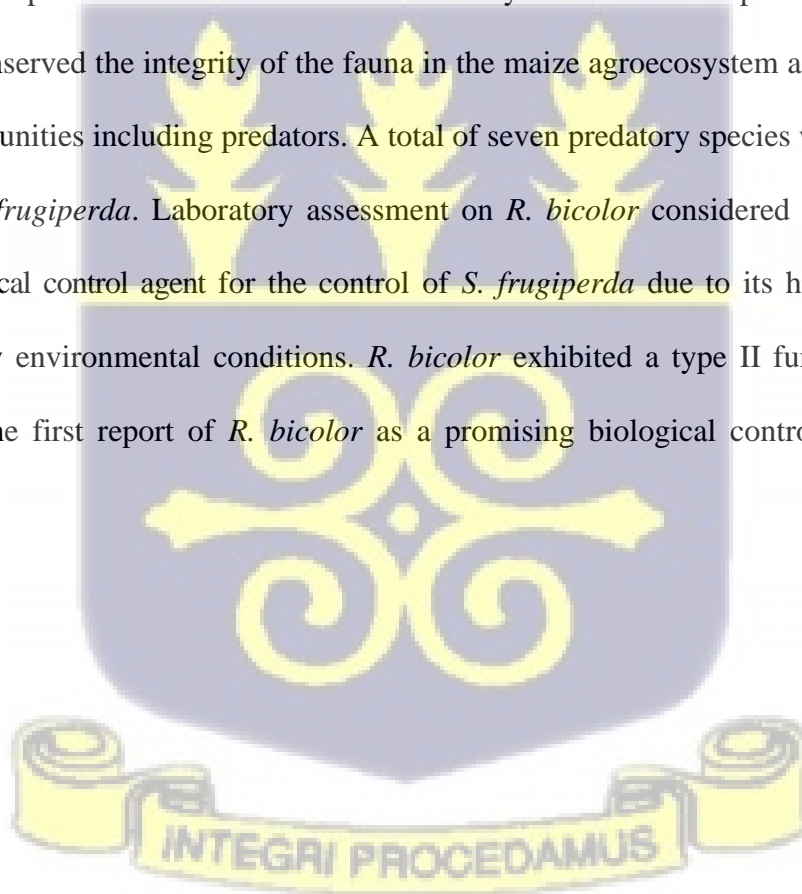 nserved the integrity of the fauna in the maize agroecosystem a
unities including predators. A total of seven predatory species
frugiperda. Laboratory assessment on R. bicolor considered
cal control agent for the control of S. frugiperda due to its h
environmental conditions. R. bicolor exhibited a type II fu
e first report of R. bicolor as a promising biological contro
INTEGRI PROCEDAMUS